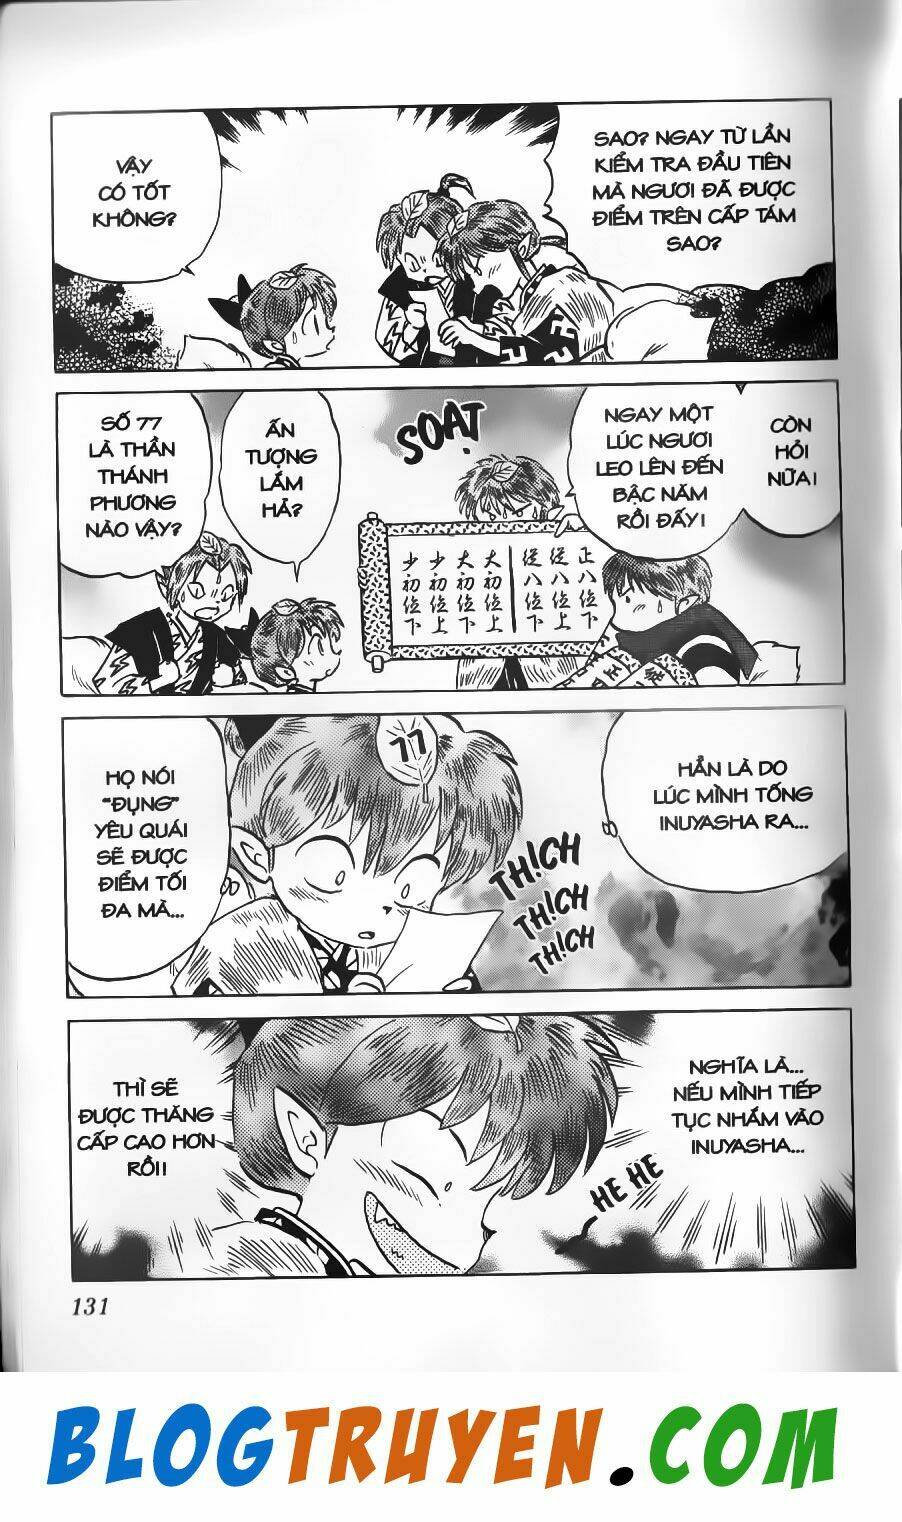 SAO? NGAY TỪ LẦN
KIỂM TRA ĐẦU TIÊN
MÀ NGƯƠI ĐÃ ĐƯỢC
ĐIỂM TRÊN CẤP TÁM
SAO?
VẬY
CÓ TỐT
KHÔNG?
CÒN
HỎI
NỮA!
NGAY MỘT
LÚC NGƯƠI
LEO LÊN ĐẾN
BẬC NĂM
RỒI ĐẤY!
SOẠT
正八位下
従八位上
従八位下
大初位上
大初位下
少初位上
少初位下
ẤN
TƯỢNG
LẮM
HẢ?
SỐ 77
LÀ THẦN
THÁNH
PHƯƠNG
NÀO VẬY?
HẲN LÀ DO
LÚC MÌNH TỐNG
INUYASHA RA...
77
THỊCH
THỊCH
THỊCH
HỌ NÓI
“ĐỤNG”
YÊU QUÁI
SẼ ĐƯỢC
ĐIỂM TỐI
ĐA MÀ...
NGHĨA LÀ...
NẾU MÌNH TIẾP
TỤC NHẮM VÀO
INUYASHA...
HE HE
THÌ SẼ
ĐƯỢC THĂNG
CẤP CAO HƠN
RỒI!
131
BLOGTRUYEN.COM